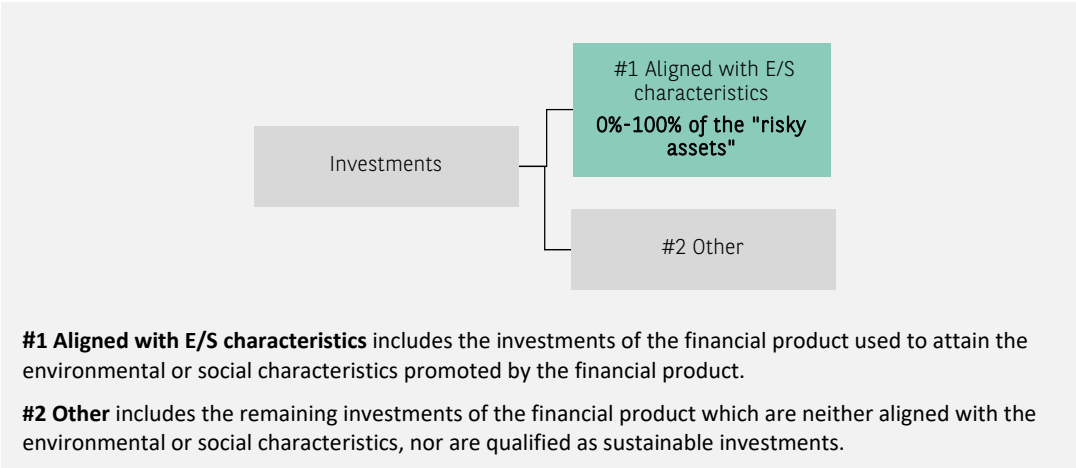 #1 Aligned with E/S
characteristics
0%-100% of the "risky
assets"
Investments
#2 Other
#1 Aligned with E/S characteristics includes the investments of the financial product used to attain the
environmental or social characteristics promoted by the financial product.
#2 Other includes the remaining investments of the financial product which are neither aligned with the
environmental or social characteristics, nor are qualified as sustainable investments.